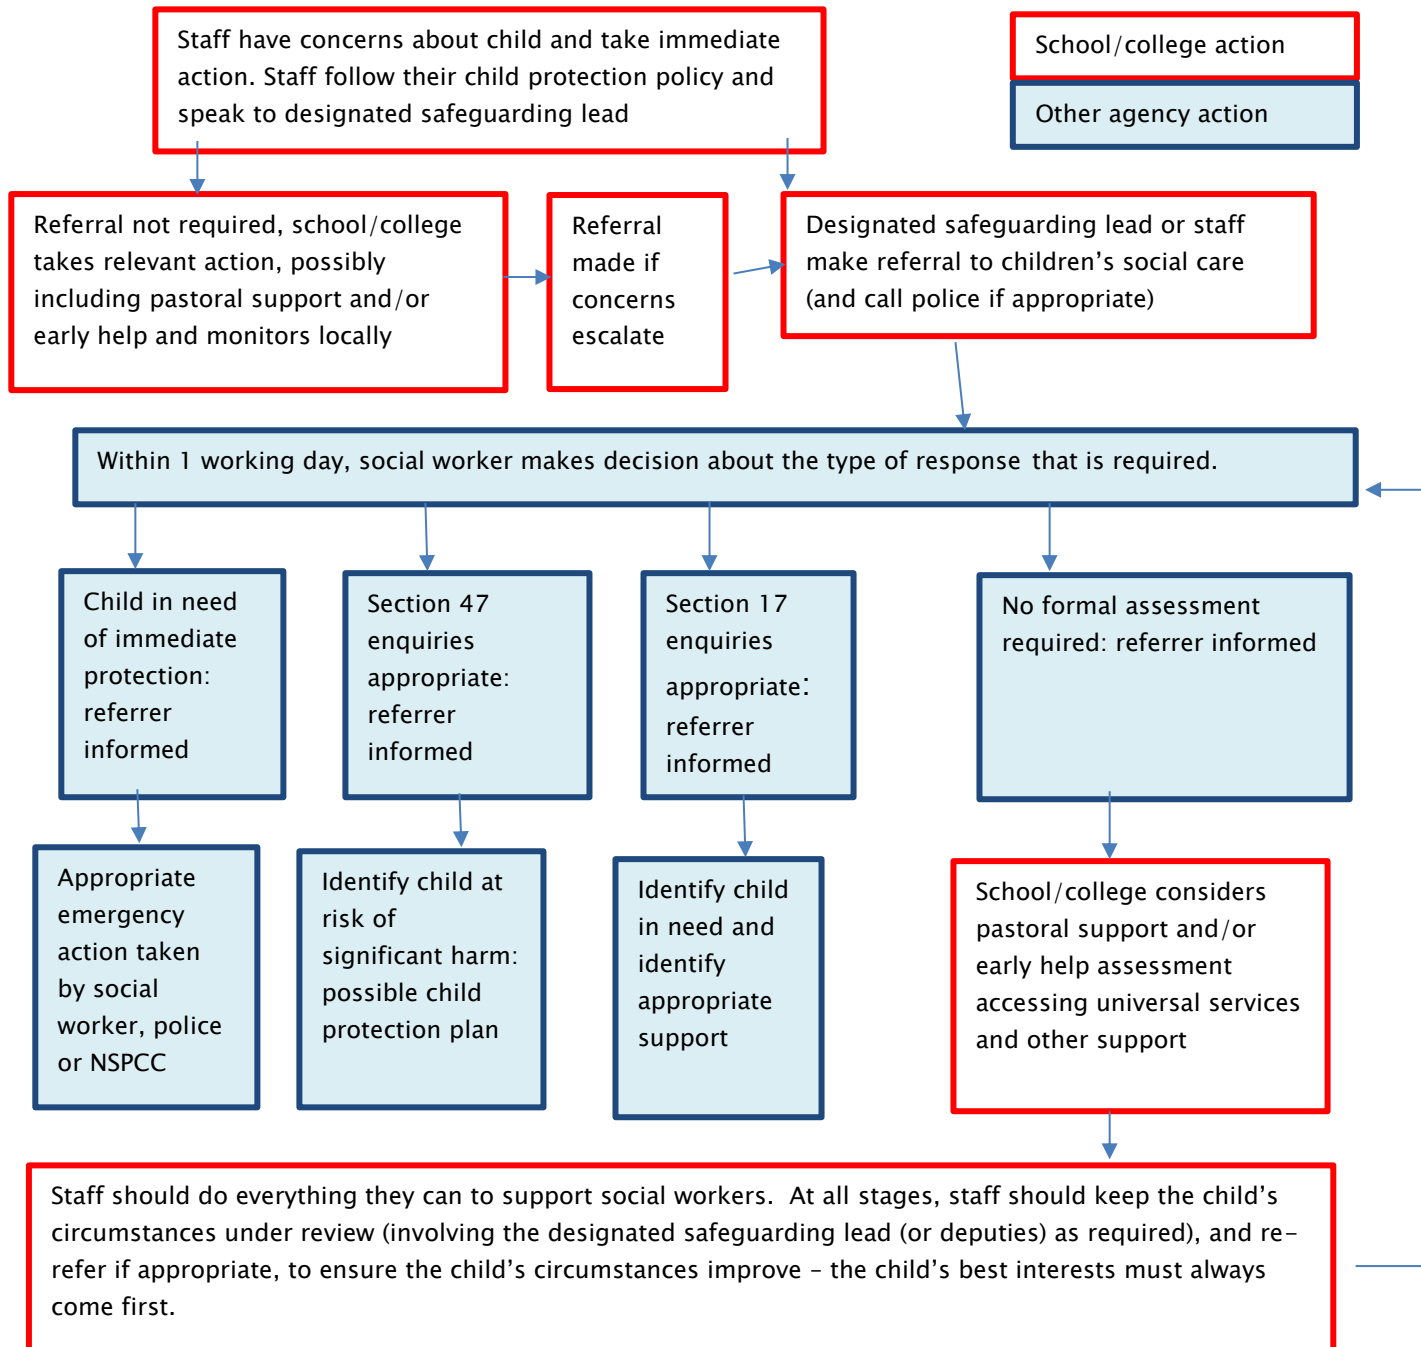 Staff have concerns about child and take immediate
action. Staff follow their child protection policy and
speak to designated safeguarding lead
School/college action
Other agency action
Referral not required, school/college
takes relevant action, possibly
including pastoral support and/or
early help and monitors locally
Referral
made if
concerns
escalate
Designated safeguarding lead or staff
make referral to children’s social care
(and call police if appropriate)
Within 1 working day, social worker makes decision about the type of response that is required.
Child in need
of immediate
protection:
referrer
informed
Section 47
enquiries
appropriate:
referrer
informed
Section 17
enquiries
appropriate:
referrer
informed
No formal assessment
required: referrer informed
Appropriate
emergency
action taken
by social
worker, police
or NSPCC
Identify child at
risk of
significant harm:
possible child
protection plan
Identify child
in need and
identify
appropriate
support
School/college considers
pastoral support and/or
early help assessment
accessing universal services
and other support
Staff should do everything they can to support social workers.  At all stages, staff should keep the child’s
circumstances under review (involving the designated safeguarding lead (or deputies) as required), and re–
refer if appropriate, to ensure the child’s circumstances improve – the child’s best interests must always
come first.